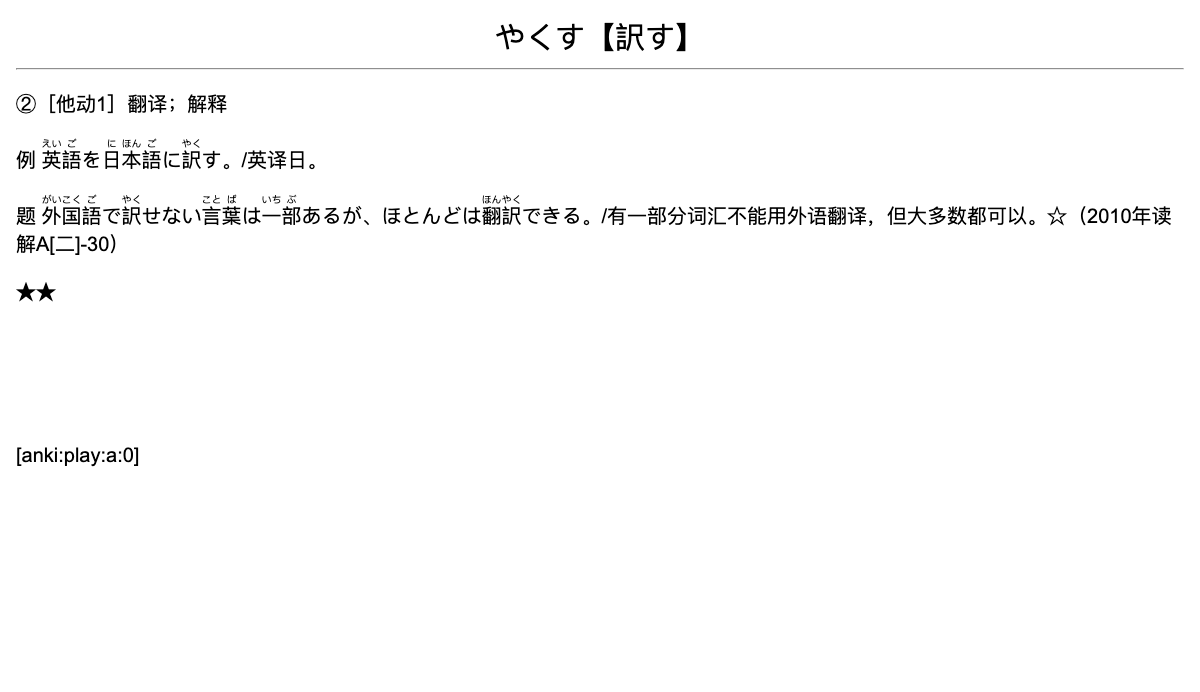 やくす【訳す】
②［他动1］翻译；解释
えい ご に ほん ご やく
例 英語を日本語に訳す。/英译日。
がいこく ご やく こと ば いち ぶ ほんやく
题 外国語で訳せない言葉は一部あるが、ほとんどは翻訳できる。/有一部分词汇不能用外语翻译，但大多数都可以。☆（2010年读
解A[二]-30）
★★
[anki:play:a:0]